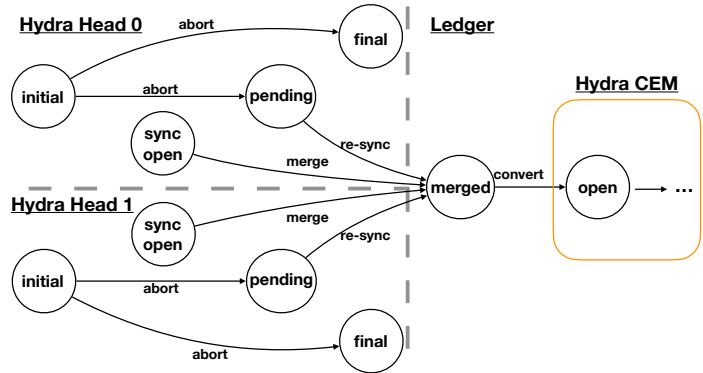 Hydra Head 0
Ledger
abort
final
Hydra CEM
initial
abort
pending
sync
open
re-sync
merge
merged
convert
open
...
Hydra Head 1
sync
open
merge
re-sync
initial
abort
pending
abort
final